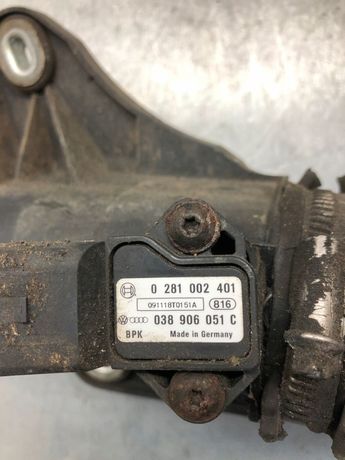 0 281 002 401
091118T0151A 816
038 906 051 C
BPK Made in Germany